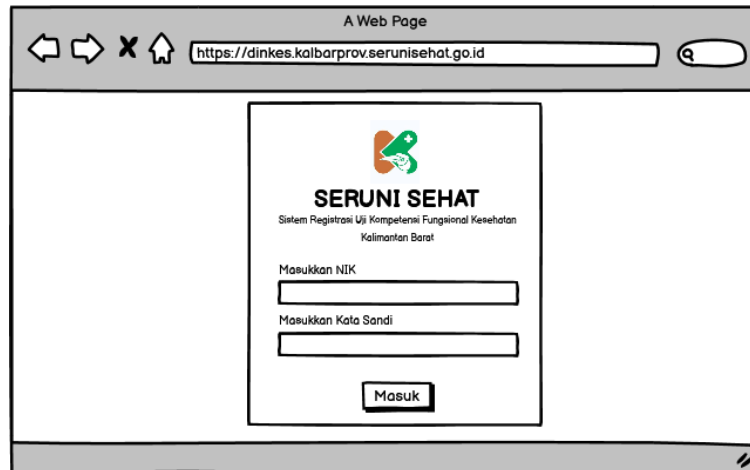 A Web Page
https://dinkes.kalbarprov.serunisehat.go.id
SERUNI SEHAT
Sistem Registrasi Uji Kompetensi Fungsional Kesehatan
Kalimantan Barat
Masukkan NIK
Masukkan Kata Sandi
Masuk